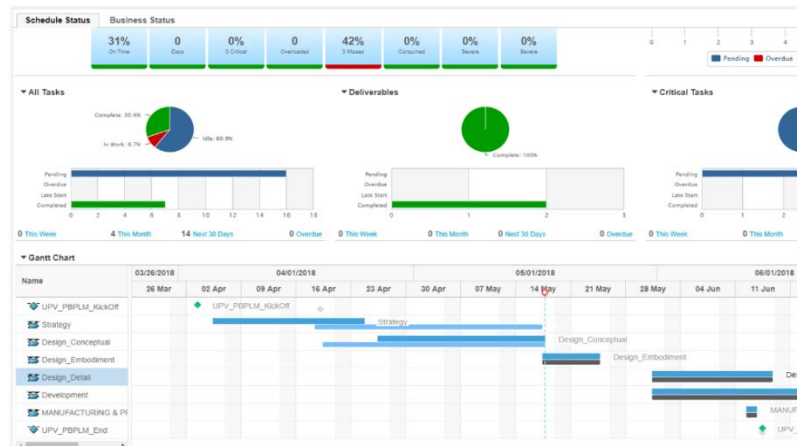 Schedule Status Business Status
31% 0 0% 0 42% 0% 0% 0%
On Time Days 0 Critical Overloaded 3 Missed Consumed Severe Severe
0 1 2 3 4
Pending Overdue
All Tasks Deliverables Critical Tasks
Complete: 30.4%
Idle: 60.9%
In Work: 8.7%
Complete: 100%
Pending Pending Pending
Overdue Overdue Overdue
Late Start Late Start Late Start
Completed Completed Completed
0 2 4 6 8 10 12 14 16 18 0 1 2 3 0 1 2
0 This Week 4 This Month 14 Next 30 Days 0 Overdue 0 This Week 0 This Month 0 Next 30 Days 0 Overdue 0 This Week 0 This Month
Gantt Chart
Name 03/26/2018 04/01/2018 05/01/2018 06/01/2018
26 Mar 02 Apr 09 Apr 16 Apr 23 Apr 30 Apr 07 May 14 May 21 May 28 May 04 Jun 11 Jun
UPV_PBPLM_KickOff UPV_PBPLM_KickOff
Strategy Strategy
Design_Conceptual Design_Conceptual
Design_Embodiment Design_Embodiment
Design_Detail De
Development
MANUFACTURING & PR MANUF
UPV_PBPLM_End UPV_